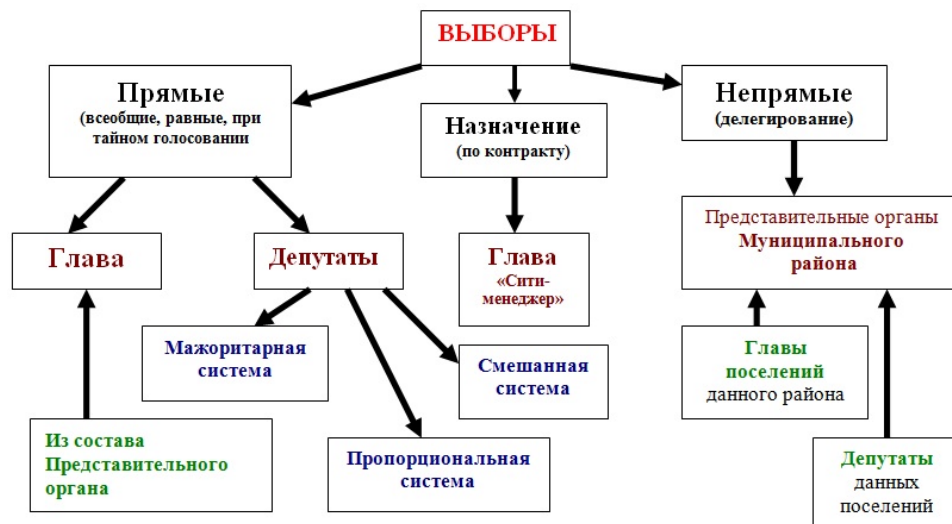 ВЫБОРЫ
Прямые
(всеобщие, равные, при
тайном голосовании
Назначение
(по контракту)
Непрямые
(делегирование)
Глава
Депутаты
Глава
«Сити-
менеджер»
Представительные органы
Муниципального
района
Мажоритарная
система
Смешанная
система
Пропорциональная
система
Из состава
Представительного
органа
Главы
поселений
данного района
Депутаты
данных
поселений